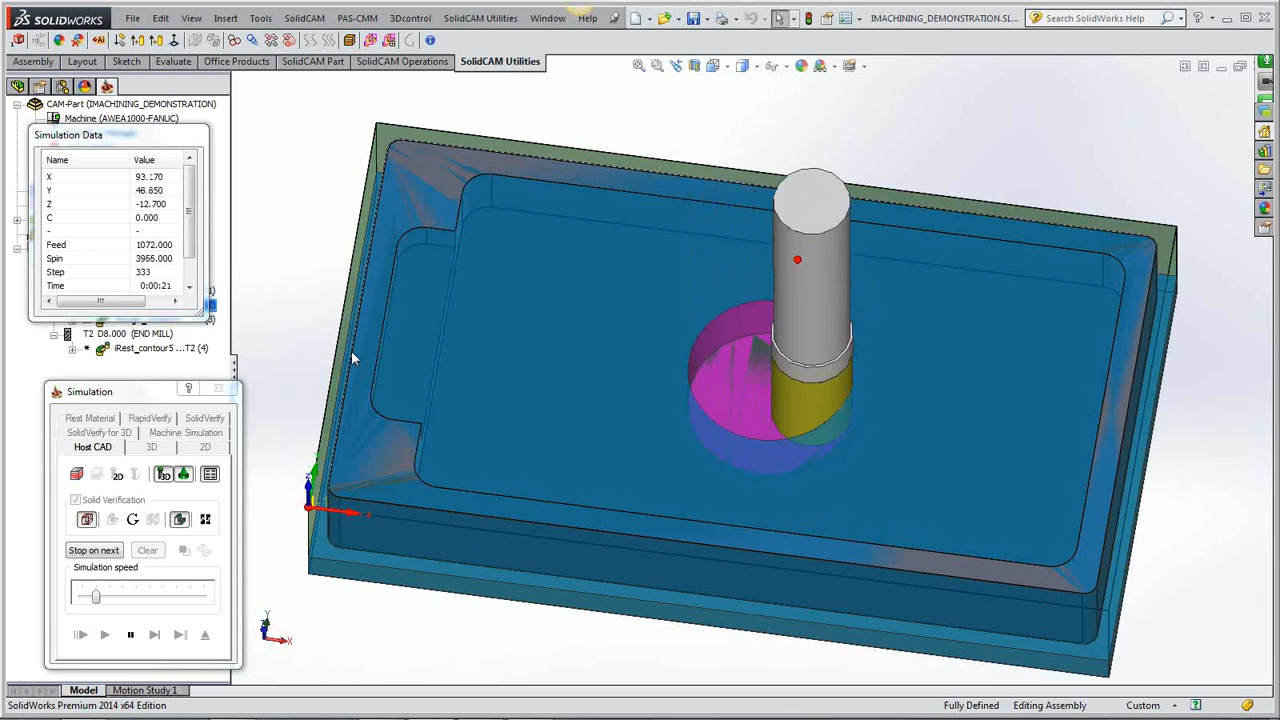 SOLIDWORKS File Edit View Insert Tools SolidCAM PAS-CMM 3Dcontrol SolidCAM Utilities Window Help IMACHINING_DEMONSTRATION.SL... Search SolidWorks Help
Assembly Layout Sketch Evaluate Office Products SolidCAM Part SolidCAM Operations SolidCAM Utilities
CAM-Part (IMACHINING_DEMONSTRATION)
Machine (AWEA1000-FANUC)
Simulation Data
Name Value
X 93.170
Y 46.850
Z -12.700
C 0.000
- -
Feed 1072.000
Spin 3966.000
Step 333
Time 0:00:21
T2 D8.000 (END MILL)
iRest_contour5 ...T2 (4)
Simulation
Rest Material RapidVerify SolidVerify
SolidVerify for 3D Machine Simulation
Host CAD 3D 2D
2D 3D
Solid Verification
Stop on next Clear
Simulation speed
Z
X
Y
X
Model Motion Study 1
SolidWorks Premium 2014 x64 Edition Fully Defined Editing Assembly Custom